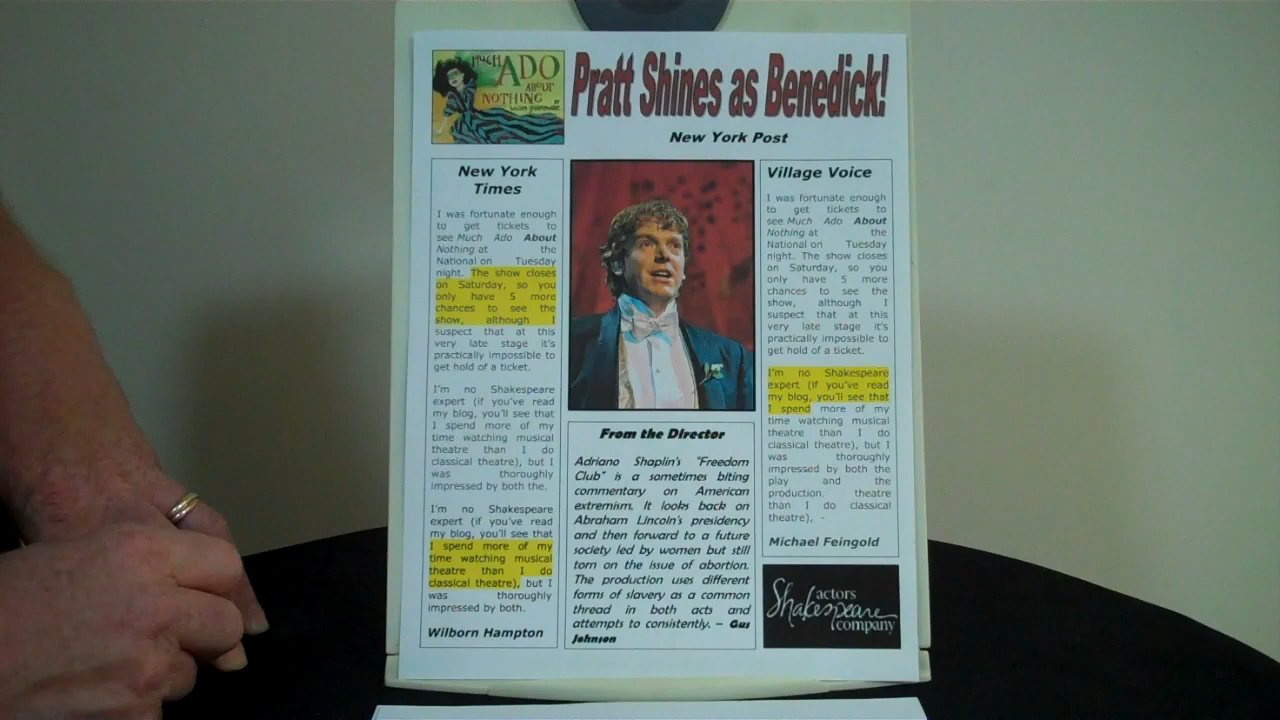 MUCH ADO
ABOUT
NOTHING
BY
Pratt Shines as Benedick!
New York Post
New York
Times
I was fortunate enough
to get tickets to
see Much Ado About
Nothing at the
National on Tuesday
night. The show closes
on Saturday, so you
only have 5 more
chances to see the
show, although I
suspect that at this
very late stage it's
practically impossible to
get hold of a ticket.
I'm no Shakespeare
expert (if you've read
my blog, you'll see that
I spend more of my
time watching musical
theatre than I do
classical theatre), but I
was thoroughly
impressed by both the.
I'm no Shakespeare
expert (if you've read
my blog, you'll see that
I spend more of my
time watching musical
theatre than I do
classical theatre), but I
was thoroughly
impressed by both.
Wilborn Hampton
From the Director
Adriano Shaplin's "Freedom
Club" is a sometimes biting
commentary on American
extremism. It looks back on
Abraham Lincoln's presidency
and then forward to a future
society led by women but still
torn on the issue of abortion.
The production uses different
forms of slavery as a common
thread in both acts and
attempts to consistently. – Gus
Johnson
Village Voice
I was fortunate enough
to get tickets to
see Much Ado About
Nothing at the
National on Tuesday
night. The show closes
on Saturday, so you
only have 5 more
chances to see the
show, although I
suspect that at this
very late stage it's
practically impossible to
get hold of a ticket.
I'm no Shakespeare
expert (if you've read
my blog, you'll see that
I spend more of my
time watching musical
theatre than I do
classical theatre), but I
was thoroughly
impressed by both the
play and the
production. theatre
than I do classical
theatre), -
Michael Feingold
actors
Shakespeare
company